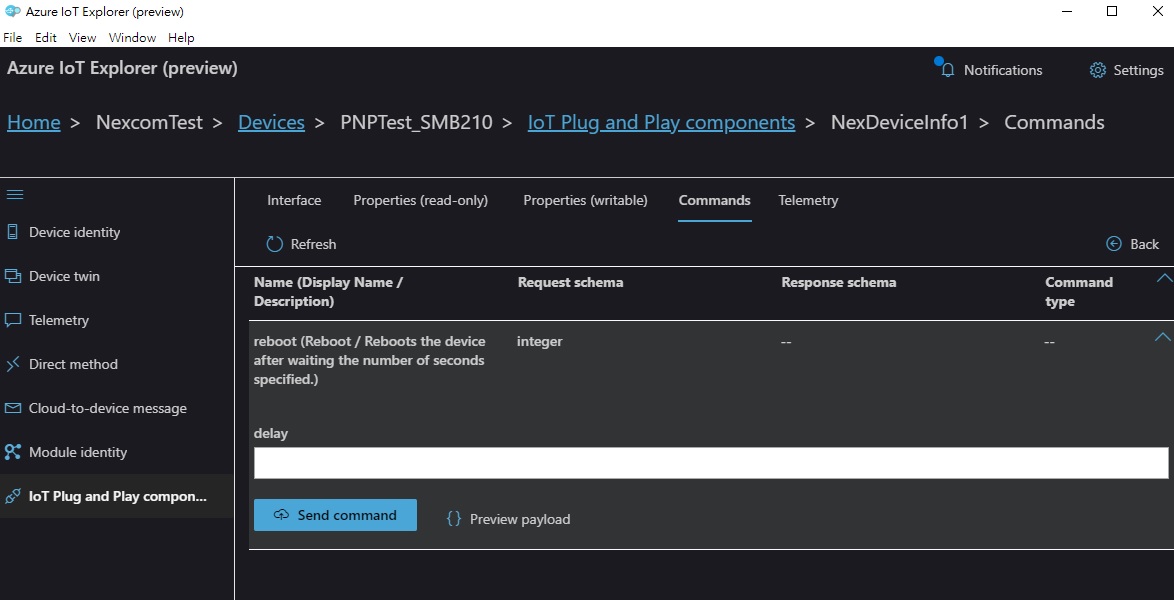 Azure IoT Explorer (preview)
File Edit View Window Help
Azure IoT Explorer (preview)
Notifications
Settings
Home > NexcomTest > Devices > PNPTest_SMB210 > IoT Plug and Play components > NexDeviceInfo1 > Commands
Device identity
Device twin
Telemetry
Direct method
Cloud-to-device message
Module identity
IoT Plug and Play compon...
Interface Properties (read-only) Properties (writable) Commands Telemetry
Refresh
Back
Name (Display Name /
Description)
Request schema
Response schema
Command
type
reboot (Reboot / Reboots the device
after waiting the number of seconds
specified.)
integer
--
--
delay
Send command
{} Preview payload